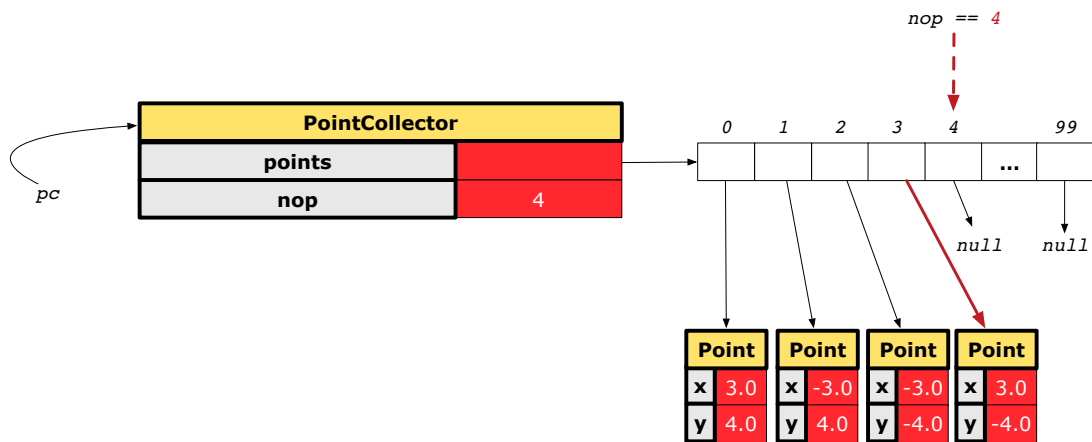 nop == 4
PointCollector
points
nop 4
pc
0 1 2 3 4 99
...
null null
Point Point Point Point
x 3.0 x -3.0 x -3.0 x 3.0
y 4.0 y 4.0 y -4.0 y -4.0